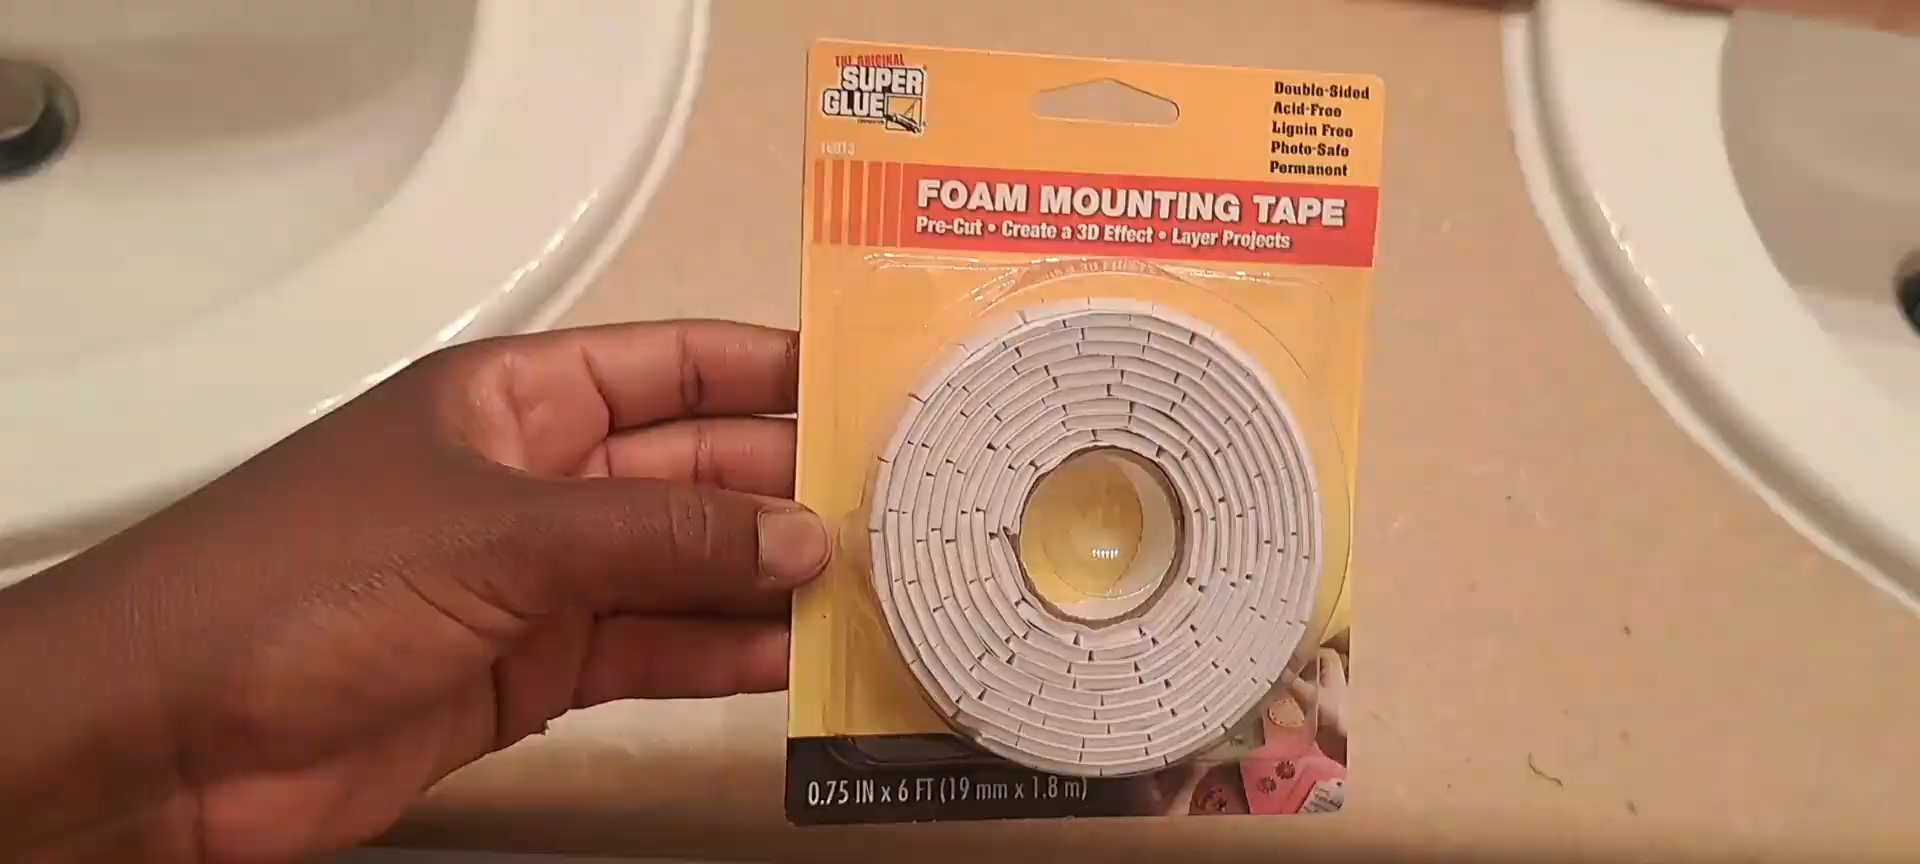 THE ORIGINAL
SUPER
GLUE
CORPORATION
Double-Sided
Acid-Free
Lignin Free
Photo-Safe
Permanent
FOAM MOUNTING TAPE
Pre-Cut • Create a 3D Effect • Layer Projects
0.75 IN x 6 FT (19 mm x 1.8 m)